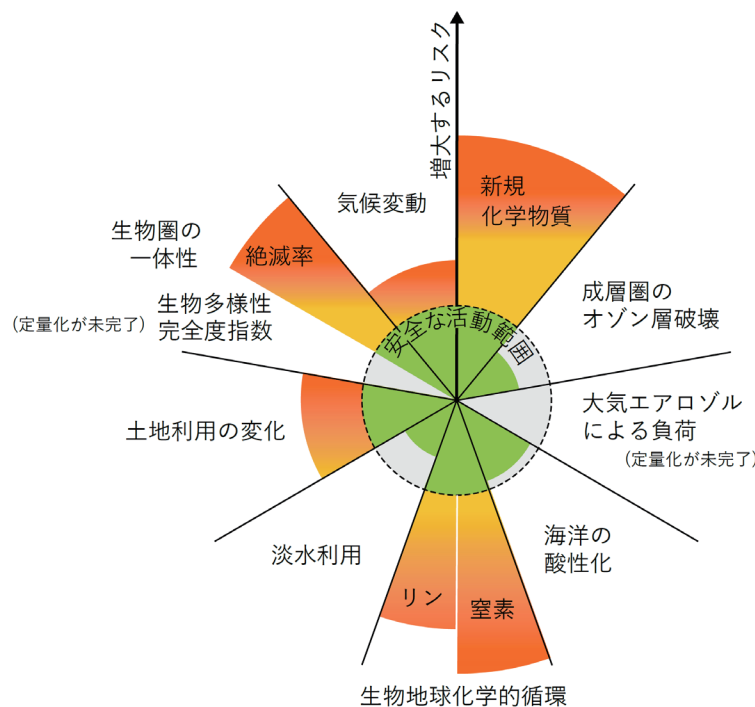 増大するリスク
新規
化学物質
気候変動
生物圏の
一体性
絶滅率
生物多様性
完全度指数
(定量化が未完了)
安全な活動範囲
成層圏の
オゾン層破壊
大気エアロゾル
による負荷
(定量化が未完了)
土地利用の変化
淡水利用
海洋の
酸性化
リン
窒素
生物地球化学的循環